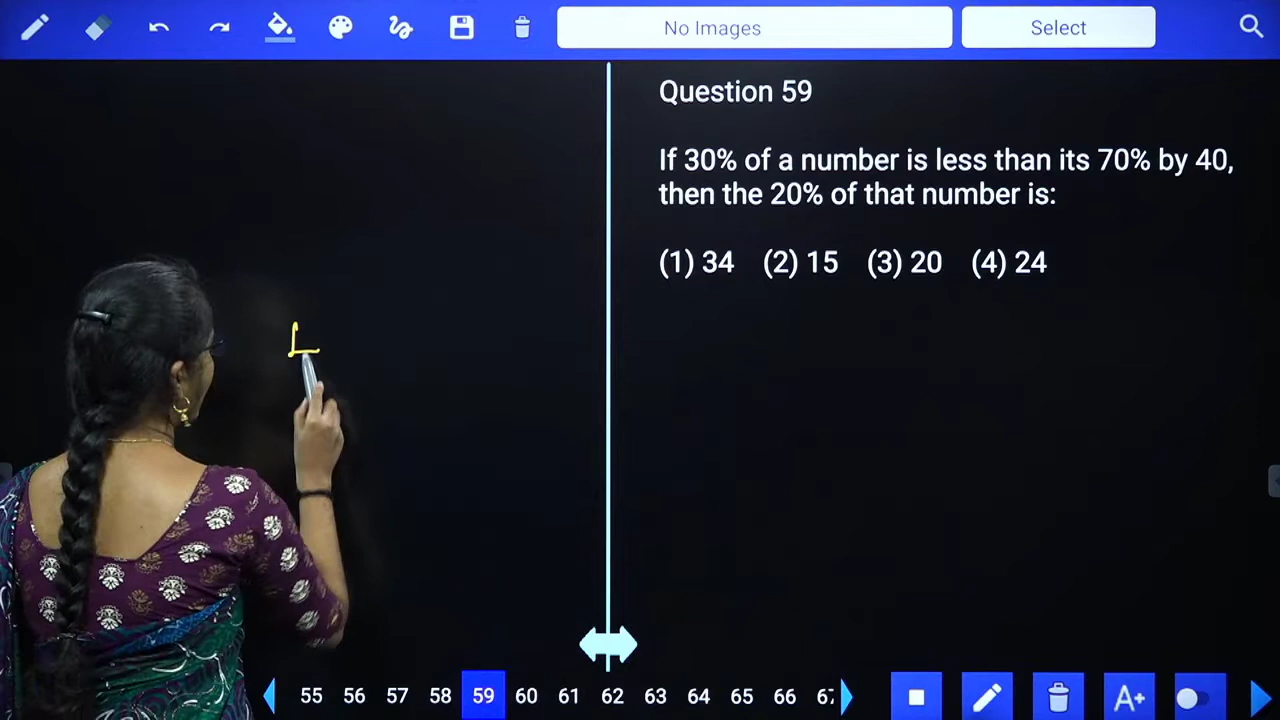 No Images
Select
Question 59
If 30% of a number is less than its 70% by 40,
then the 20% of that number is:
(1) 34 (2) 15 (3) 20 (4) 24
55 56 57 58 59 60 61 62 63 64 65 66
A+